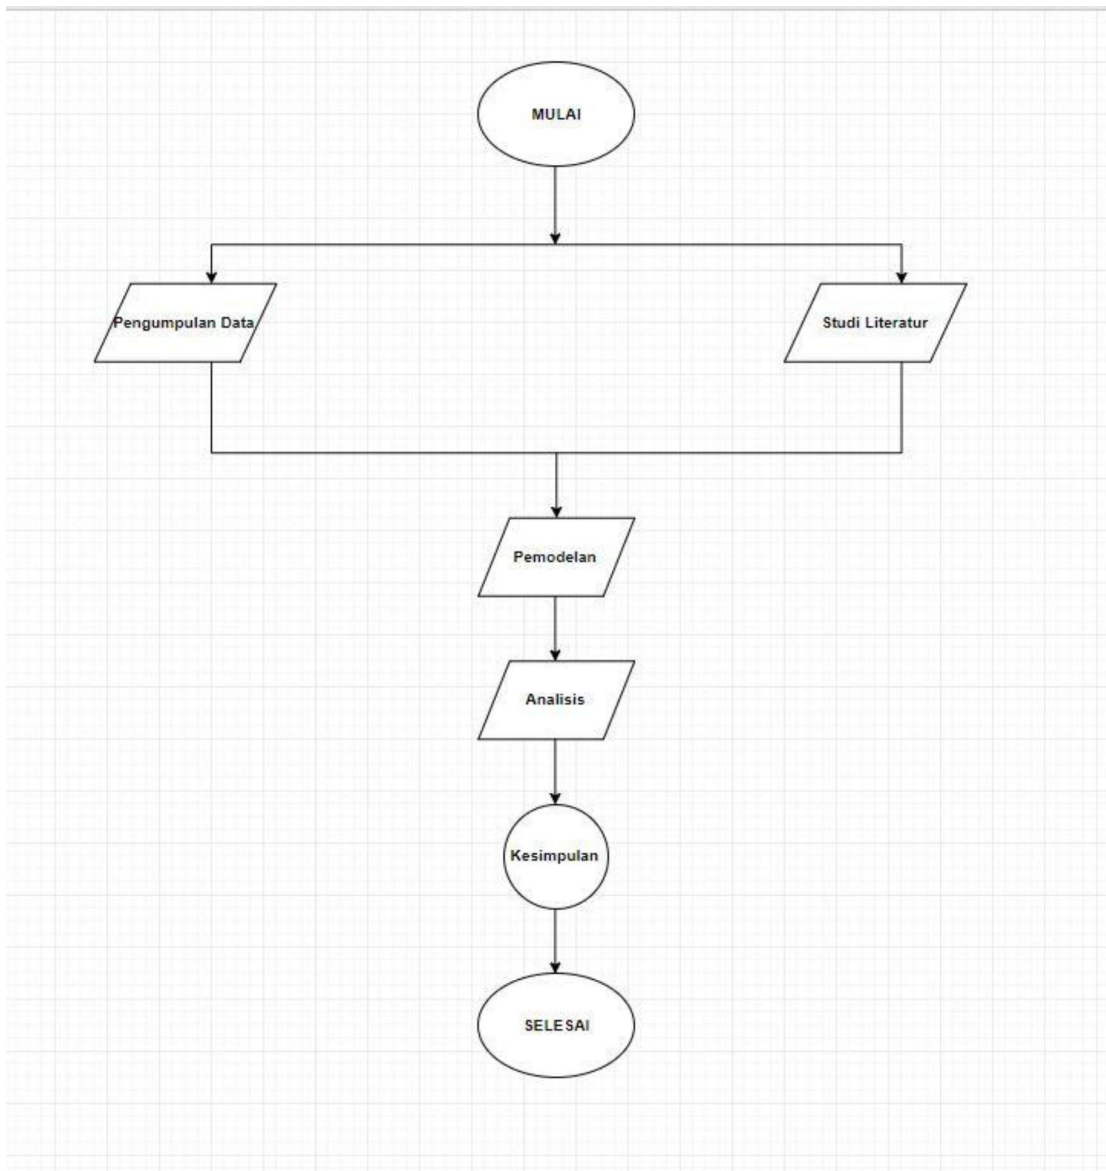 MULAI
Pengumpulan Data
Studi Literatur
Pemodelan
Analisis
Kesimpulan
SELESAI